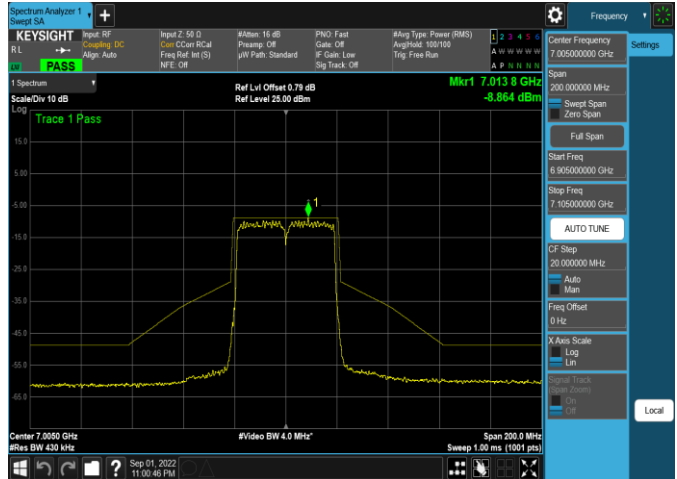 Spectrum Analyzer 1
Swept SA
Frequency
KEYSIGHT
RL
PASS
Input: RF
Coupling: DC
Align: Auto
Input Z: 50 Ω
Corr CCorr RCal
Freq Ref: Int (S)
NFE: Off
#Atten: 16 dB
Preamp: Off
µW Path: Standard
PNO: Fast
Gate: Off
IF Gain: Low
Sig Track: Off
#Avg Type: Power (RMS)
Avg|Hold: 100/100
Trig: Free Run
1 2 3 4 5 6
A W W W W W
A P N N N N
1 Spectrum
Scale/Div 10 dB
Log
Ref Lvl Offset 0.79 dB
Ref Level 25.00 dBm
Mkr1 7.013 8 GHz
-8.864 dBm
Trace 1 Pass
15.0
5.00
-5.00
-15.0
-25.0
-35.0
-45.0
-55.0
-65.0
1
Center 7.0050 GHz
#Res BW 430 kHz
#Video BW 4.0 MHz*
Span 200.0 MHz
Sweep 1.00 ms (1001 pts)
Sep 01, 2022
11:00:46 PM
Center Frequency
7.005000000 GHz
Span
200.000000 MHz
Swept Span
Zero Span
Full Span
Start Freq
6.905000000 GHz
Stop Freq
7.105000000 GHz
AUTO TUNE
CF Step
20.000000 MHz
Auto
Man
Freq Offset
0 Hz
X Axis Scale
Log
Lin
Signal Track
(Span Zoom)
On
Off
Settings
Local